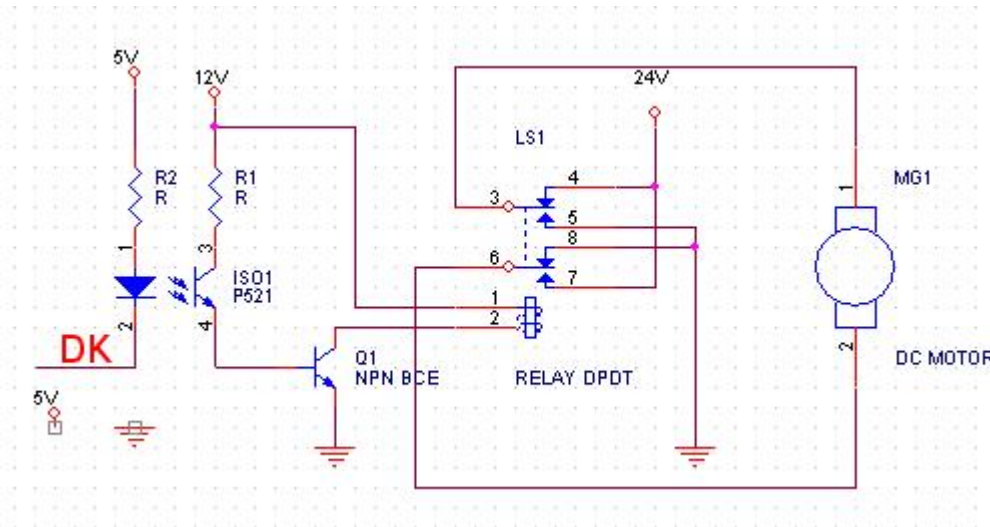 5V
12V
24V
LS1
R2
R
R1
R
4
MG1
1
3
5
8
1
3
6
7
ISO1
P521
1
2
2
4
DK
Q1
NPN BCE
RELAY DPDT
2
DC MOTOR
5V